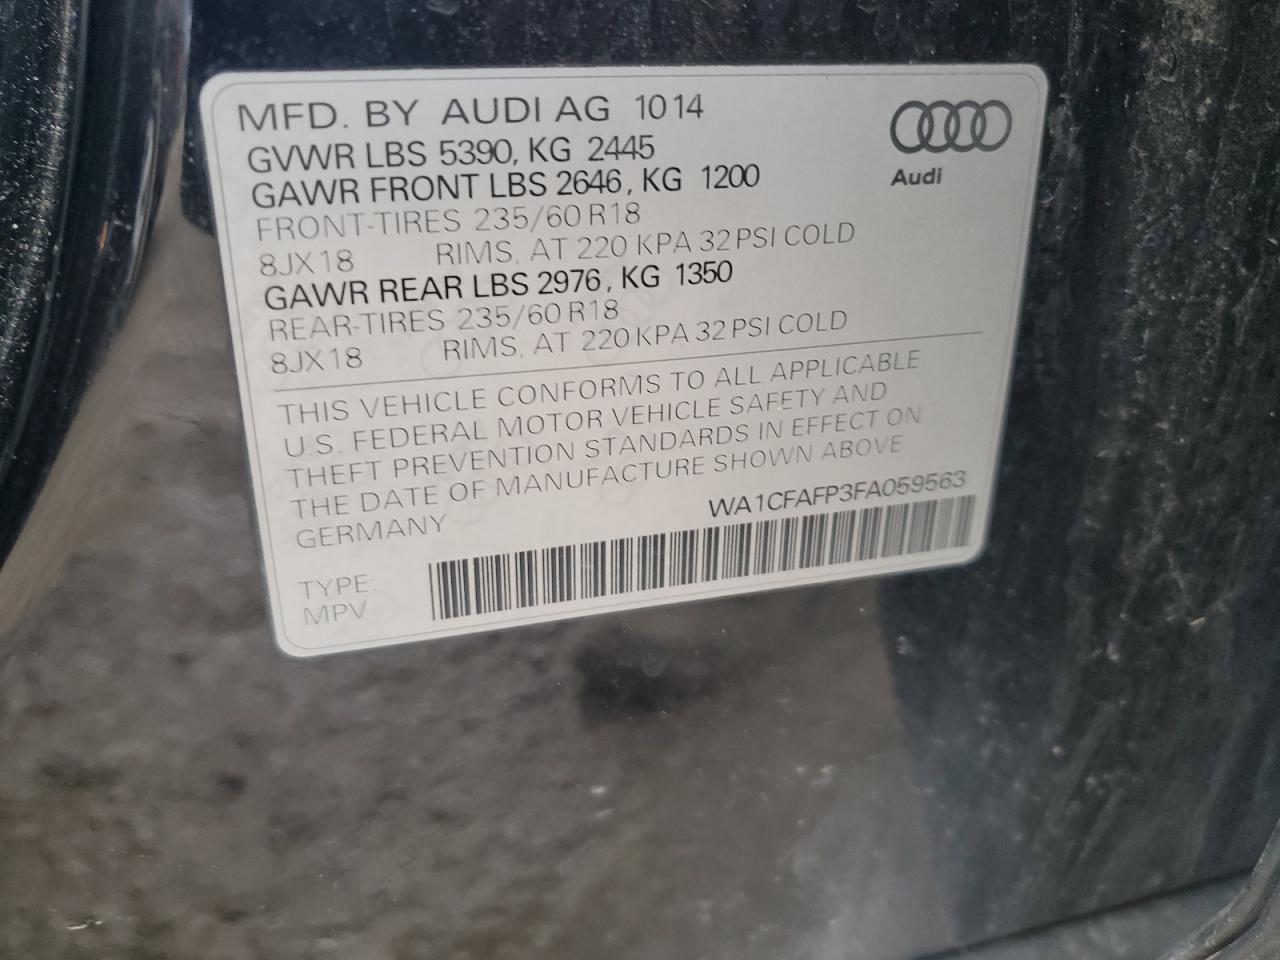 MFD. BY AUDI AG 10 14
GVWR LBS 5390, KG 2445
GAWR FRONT LBS 2646, KG 1200
FRONT-TIRES 235/60 R18
8JX18 RIMS, AT 220 KPA 32 PSI COLD
GAWR REAR LBS 2976, KG 1350
REAR-TIRES 235/60 R18
8JX18 RIMS, AT 220 KPA 32 PSI COLD
Audi
THIS VEHICLE CONFORMS TO ALL APPLICABLE
U.S. FEDERAL MOTOR VEHICLE SAFETY AND
THEFT PREVENTION STANDARDS IN EFFECT ON
THE DATE OF MANUFACTURE SHOWN ABOVE
GERMANY
WA1CFAFP3FA059563
TYPE:
MPV